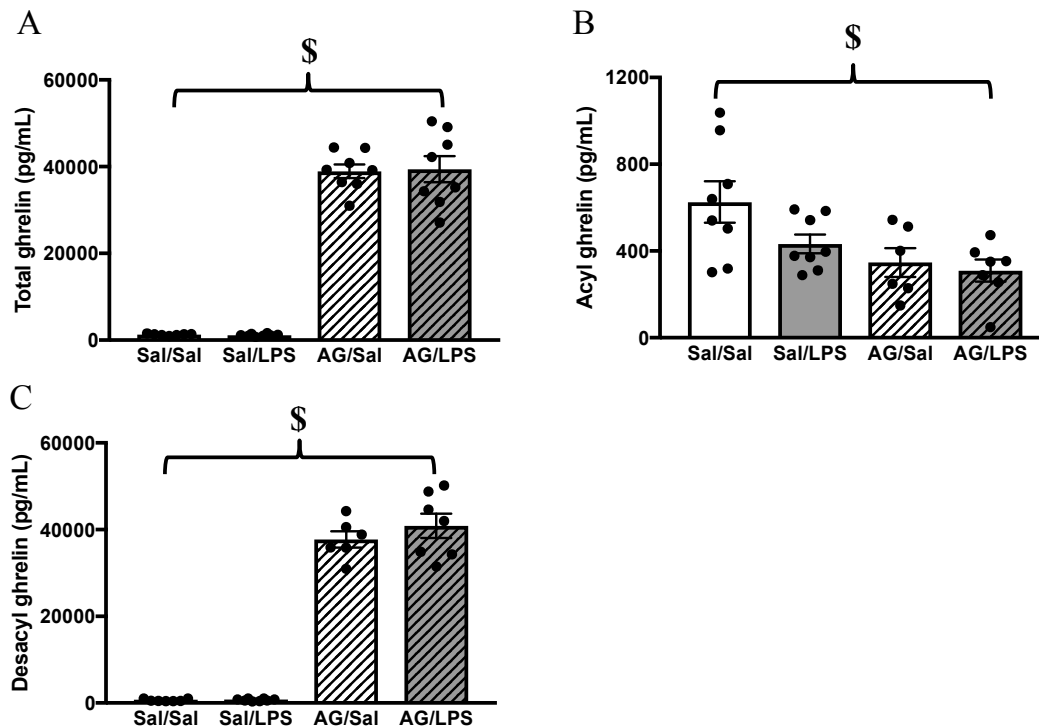 A
$
Total ghrelin (pg/mL)
60000
40000
20000
0
Sal/Sal Sal/LPS AG/Sal AG/LPS
B
$
Acyl ghrelin (pg/mL)
1200
800
400
0
Sal/Sal Sal/LPS AG/Sal AG/LPS
C
$
Desacyl ghrelin (pg/mL)
60000
40000
20000
0
Sal/Sal Sal/LPS AG/Sal AG/LPS